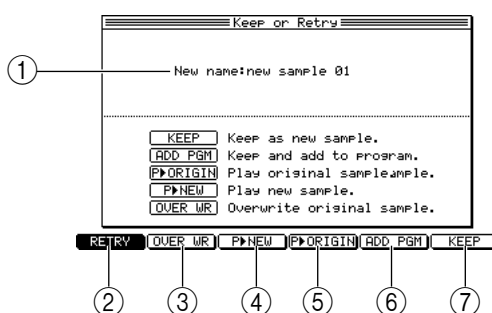 Keep or Retry
① New name:new sample 01
KEEP Keep as new sample.
ADD PGM Keep and add to program.
P▶ORIGIN Play original sampleample.
P▶NEW Play new sample.
OVER WR Overwrite original sample.
RETRY OVER WR P▶NEW P▶ORIGIN ADD PGM KEEP
② ③ ④ ⑤ ⑥ ⑦